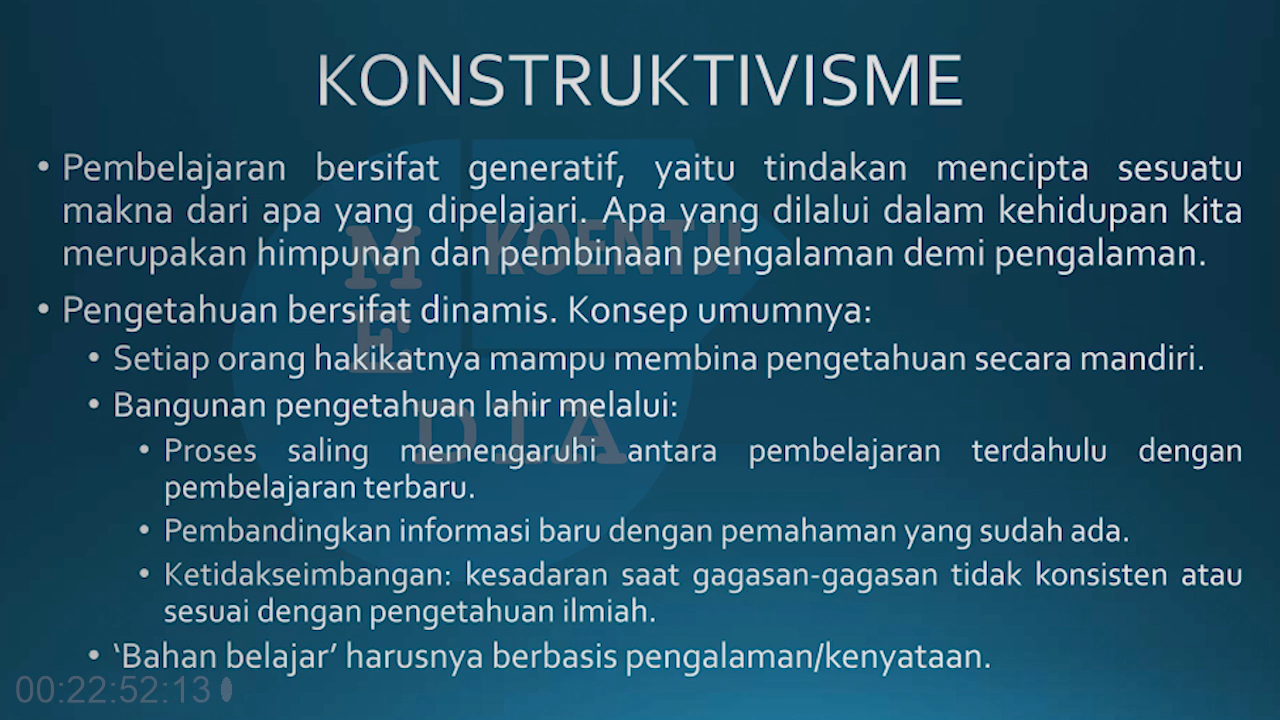 KONSTRUKTIVISME
• Pembelajaran bersifat generatif, yaitu tindakan mencipta sesuatu
makna dari apa yang dipelajari. Apa yang dilalui dalam kehidupan kita
merupakan himpunan dan pembinaan pengalaman demi pengalaman.
• Pengetahuan bersifat dinamis. Konsep umumnya:
• Setiap orang hakikatnya mampu membina pengetahuan secara mandiri.
• Bangunan pengetahuan lahir melalui:
• Proses saling memengaruhi antara pembelajaran terdahulu dengan
pembelajaran terbaru.
• Pembandingkan informasi baru dengan pemahaman yang sudah ada.
• Ketidakseimbangan: kesadaran saat gagasan-gagasan tidak konsisten atau
sesuai dengan pengetahuan ilmiah.
• ‘Bahan belajar’ harusnya berbasis pengalaman/kenyataan.
KOENTJI
MEDIA
00:22:52:13